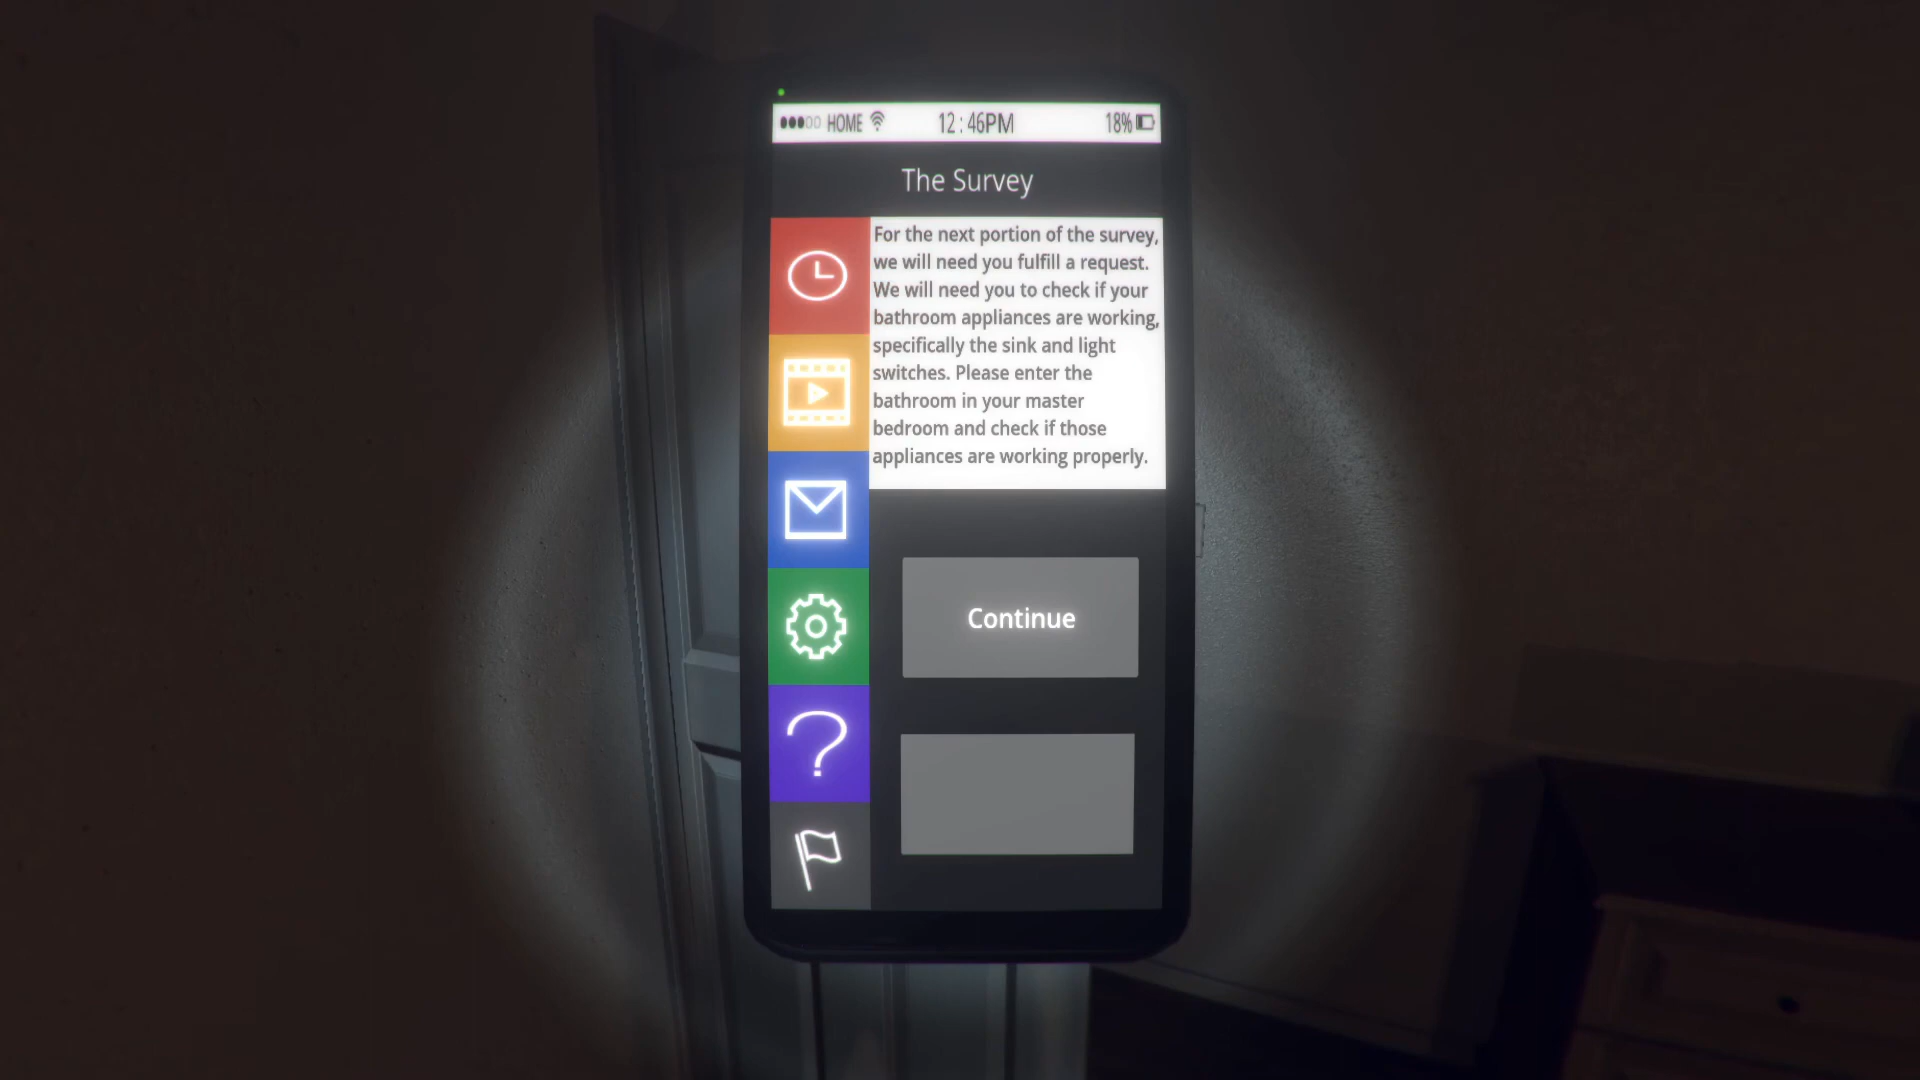 HOME 12:46PM 18%
The Survey
For the next portion of the survey,
we will need you fulfill a request.
We will need you to check if your
bathroom appliances are working,
specifically the sink and light
switches. Please enter the
bathroom in your master
bedroom and check if those
appliances are working properly.
Continue